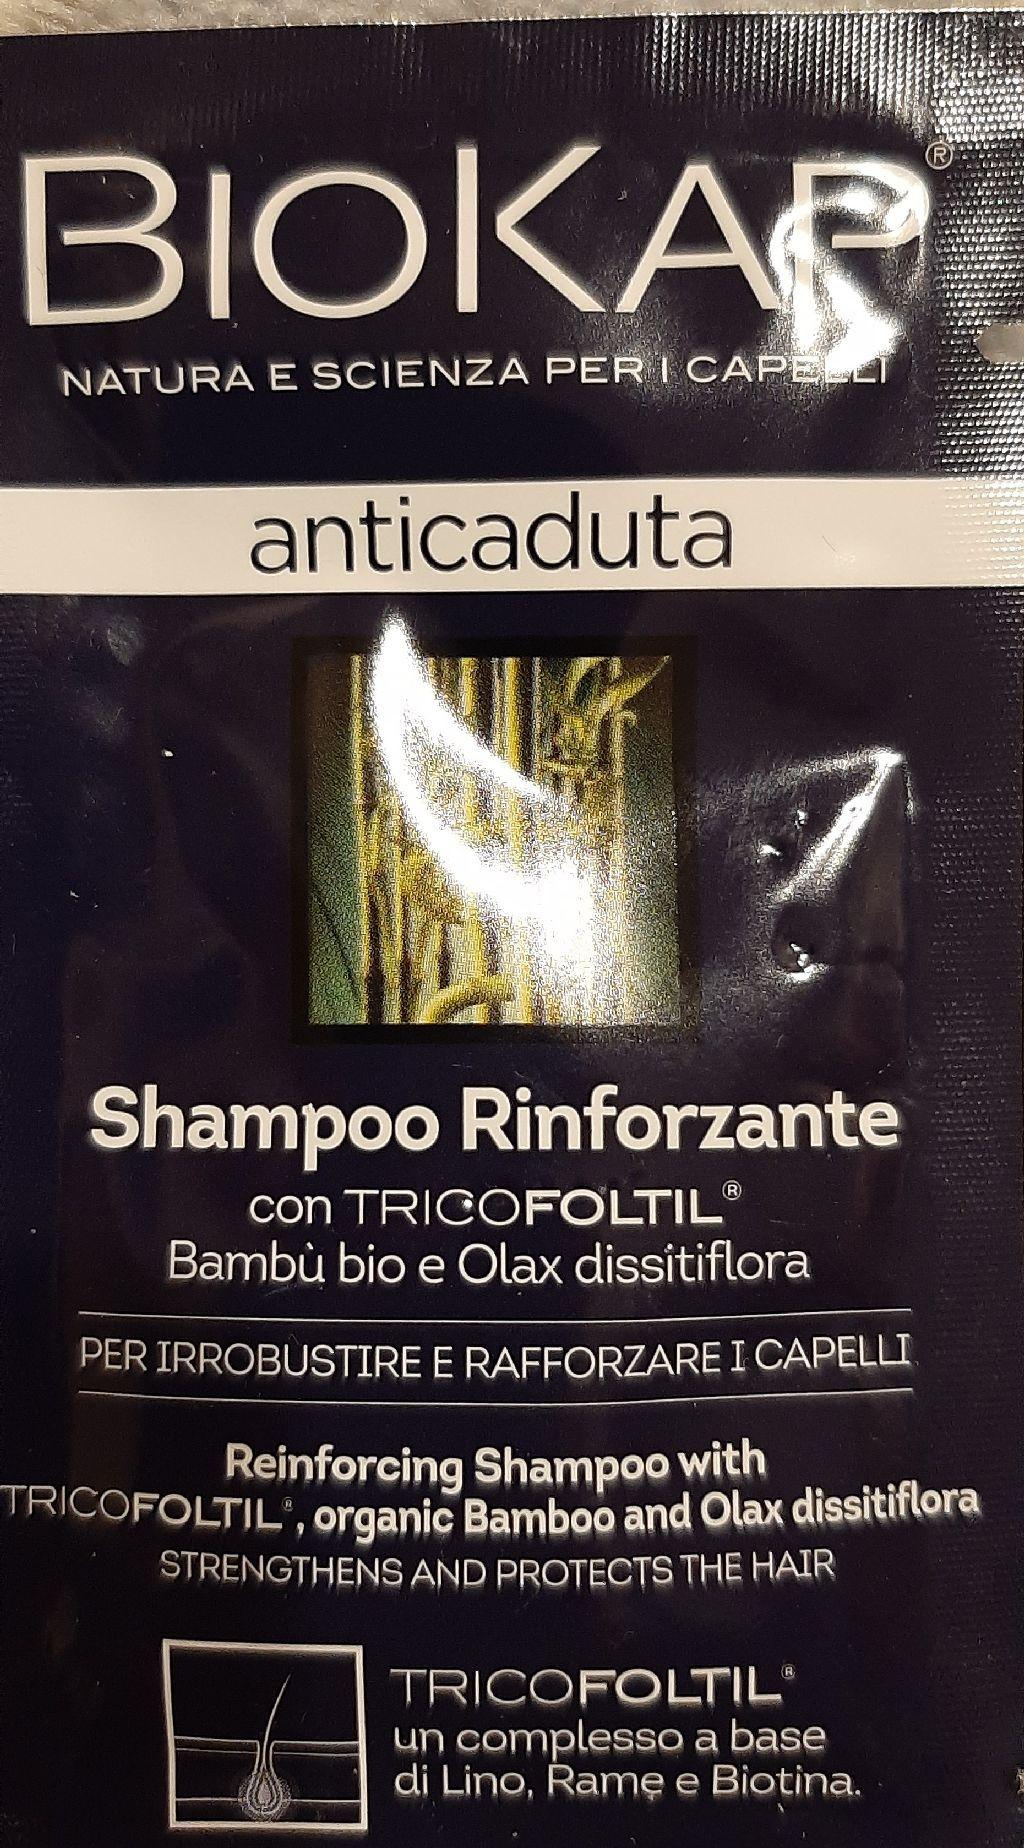 BIOKAP®
NATURA E SCIENZA PER I CAPELLI
anticaduta
Shampoo Rinforzante
con TRICOFOLTIL®
Bambù bio e Olax dissitiflora
PER IRROBUSTIRE E RAFFORZARE I CAPELLI
Reinforcing Shampoo with
TRICOFOLTIL®, organic Bamboo and Olax dissitiflora
STRENGTHENS AND PROTECTS THE HAIR
TRICOFOLTIL®
un complesso a base
di Lino, Rame e Biotina.